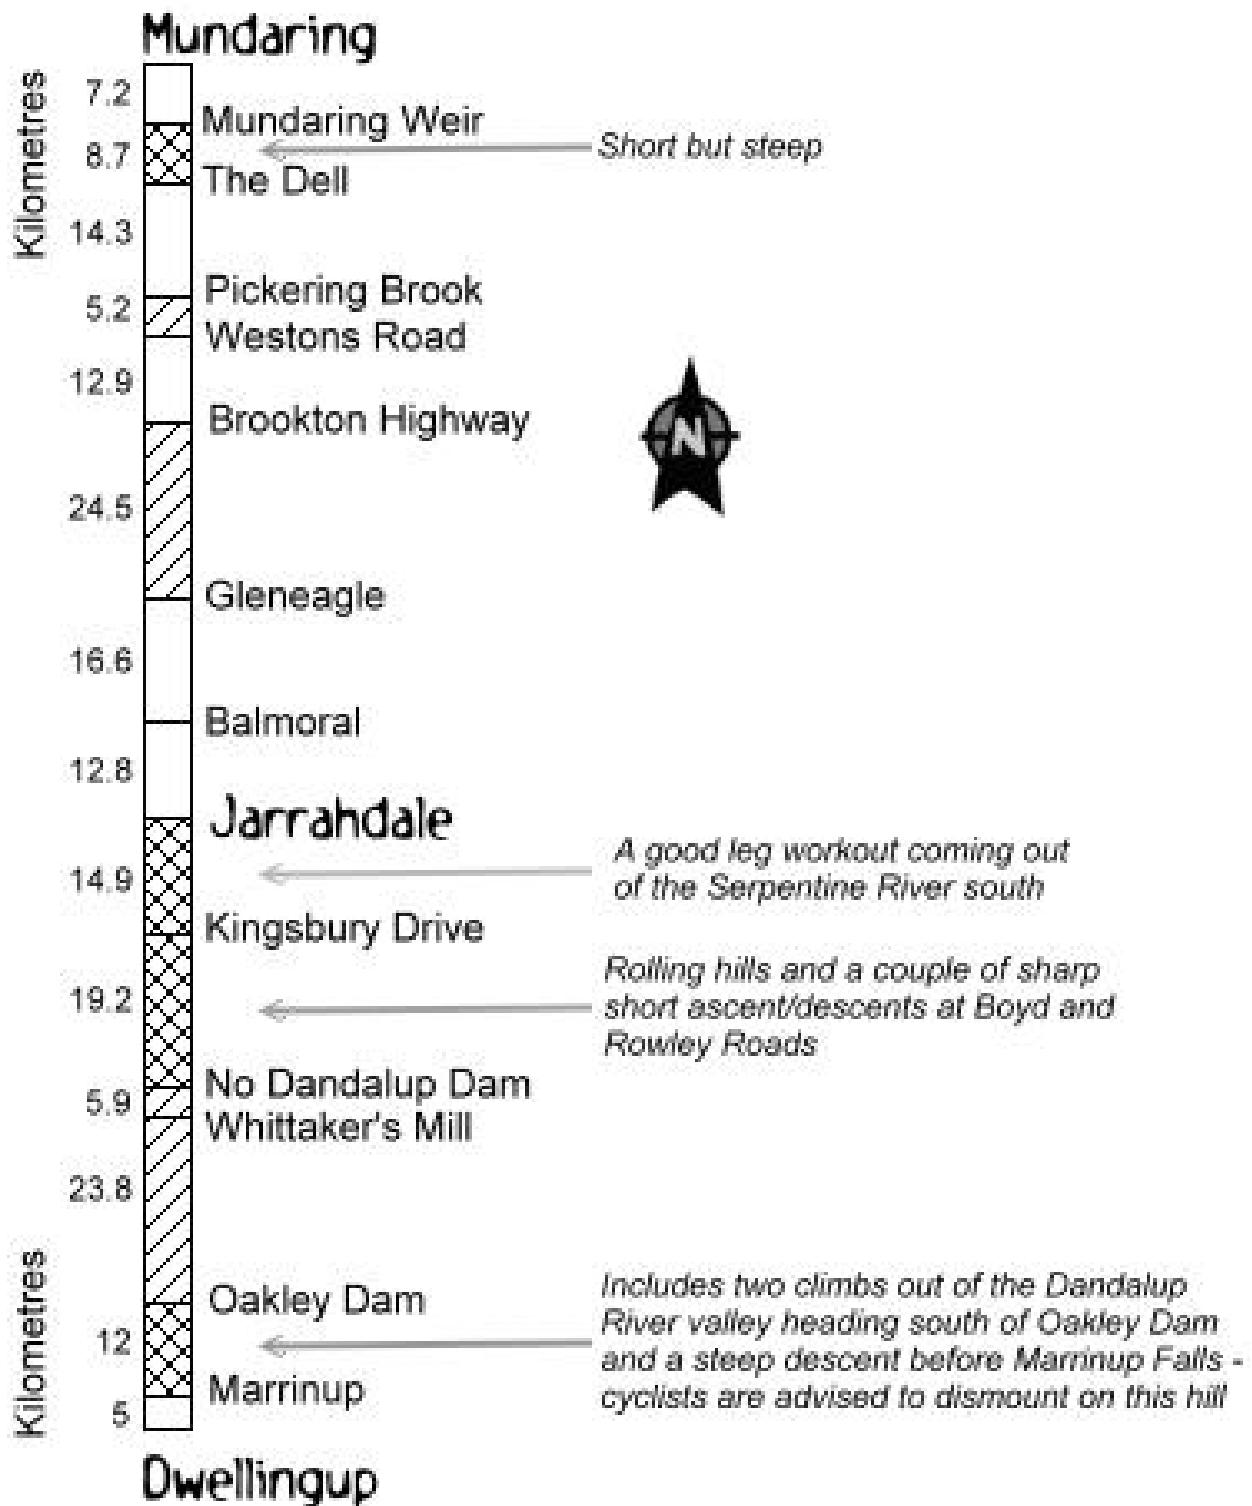 Mundaring
Kilometres
7.2
Mundaring Weir
8.7
Short but steep
The Dell
14.3
Pickering Brook
5.2
Westons Road
12.9
Brookton Highway
N
24.5
Gleneagle
16.6
Balmoral
12.8
Jarrahdale
A good leg workout coming out
of the Serpentine River south
14.9
Kingsbury Drive
Rolling hills and a couple of sharp
short ascent/descents at Boyd and
Rowley Roads
19.2
No Dandalup Dam
5.9
Whittaker's Mill
23.8
Kilometres
Oakley Dam
Includes two climbs out of the Dandalup
River valley heading south of Oakley Dam
and a steep descent before Marrinup Falls -
cyclists are advised to dismount on this hill
12
Marrinup
5
Dwellingup